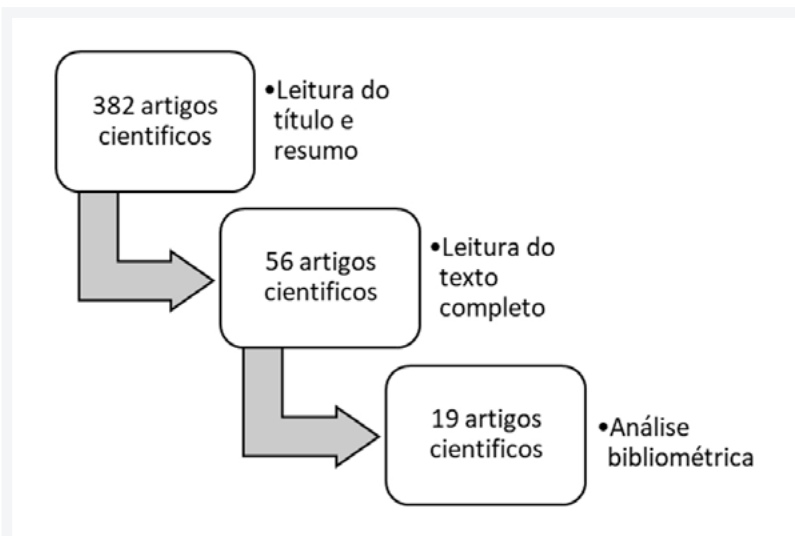 382 artigos
cientificos
•Leitura do
título e
resumo
56 artigos
cientificos
•Leitura do
texto
completo
19 artigos
cientificos
•Análise
bibliométrica